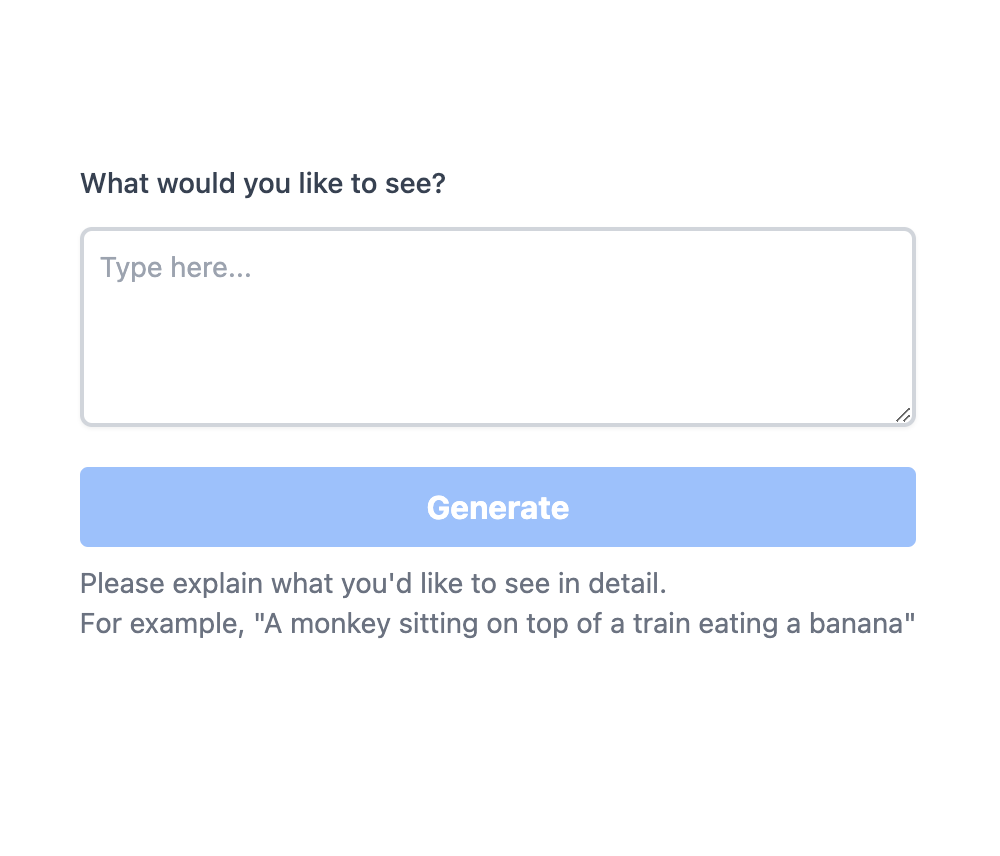 What would you like to see?
Type here...
Generate
Please explain what you'd like to see in detail.
For example, "A monkey sitting on top of a train eating a banana"